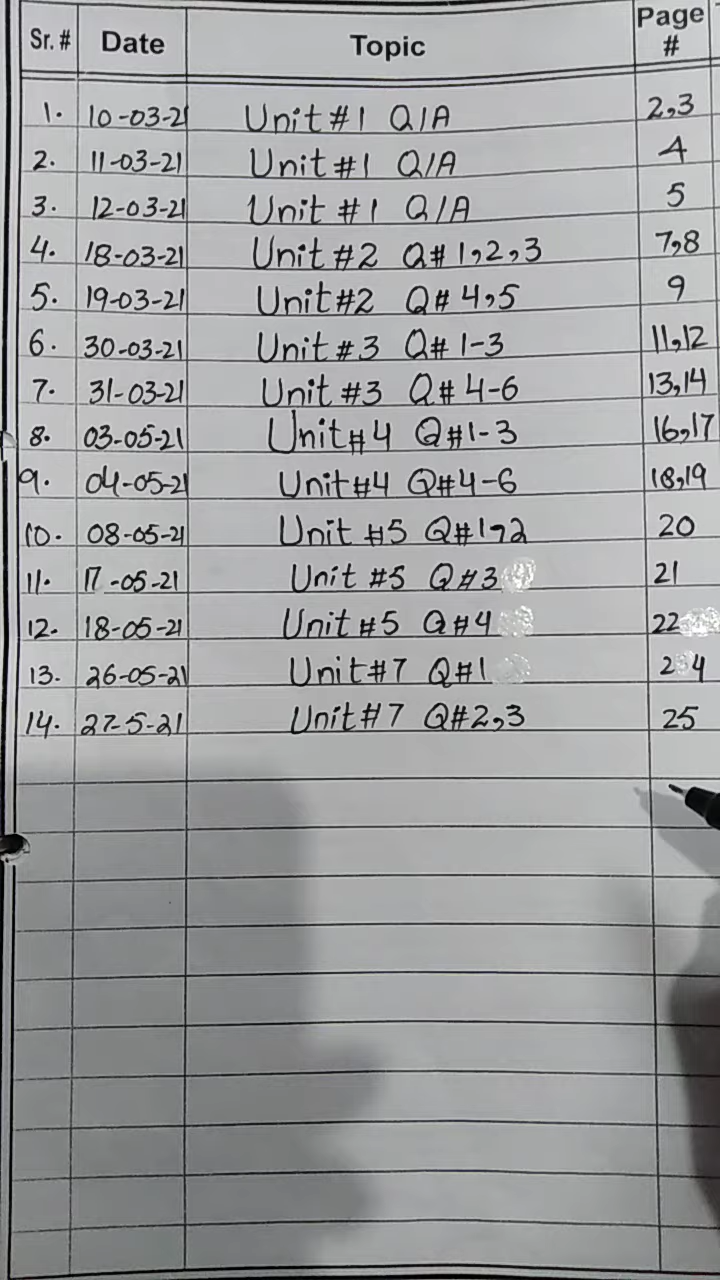 Sr. # Date Topic Page #
1. 10-03-21 Unit #1 Q/A 2,3
2. 11-03-21 Unit #1 Q/A 4
3. 12-03-21 Unit #1 Q/A 5
4. 18-03-21 Unit #2 Q# 1,2,3 7,8
5. 19-03-21 Unit #2 Q# 4,5 9
6. 30-03-21 Unit #3 Q# 1-3 11,12
7. 31-03-21 Unit #3 Q# 4-6 13,14
8. 03-05-21 Unit #4 Q#1-3 16,17
9. 04-05-21 Unit #4 Q#4-6 18,19
10. 08-05-21 Unit #5 Q#1,2 20
11. 17-05-21 Unit #5 Q#3 21
12. 18-05-21 Unit #5 Q#4 22
13. 26-05-21 Unit #7 Q#1
14. 27-5-21 Unit #7 Q#2,3 25